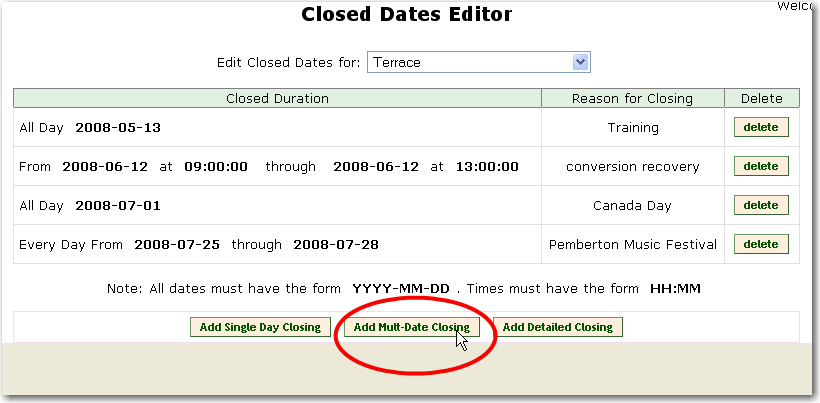 Welco
Closed Dates Editor
Edit Closed Dates for: Terrace
Closed Duration Reason for Closing Delete
All Day 2008-05-13 Training delete
From 2008-06-12 at 09:00:00 through 2008-06-12 at 13:00:00 conversion recovery delete
All Day 2008-07-01 Canada Day delete
Every Day From 2008-07-25 through 2008-07-28 Pemberton Music Festival delete
Note: All dates must have the form YYYY-MM-DD . Times must have the form HH:MM
Add Single Day Closing Add Mult-Date Closing Add Detailed Closing